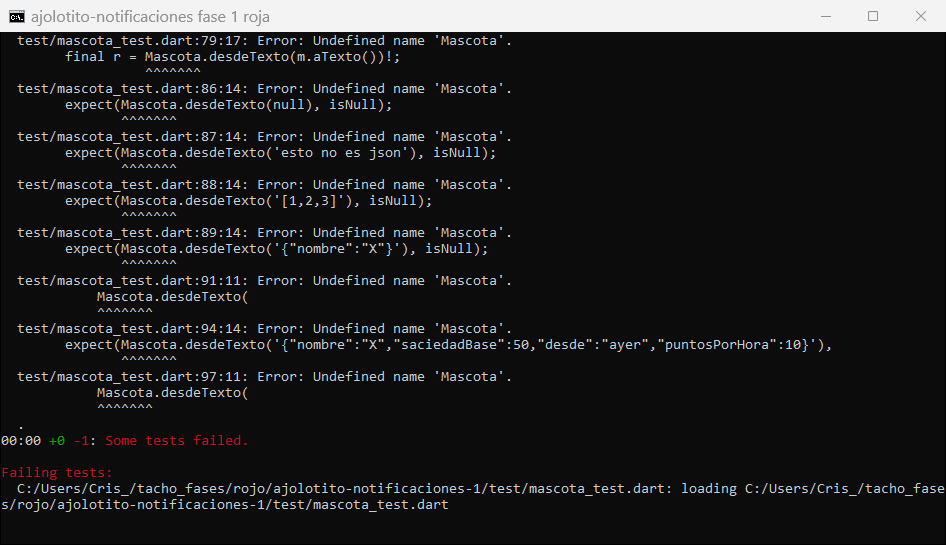 ajolotito-notificaciones fase 1 roja
test/mascota_test.dart:79:17: Error: Undefined name 'Mascota'.
final r = Mascota.desdeTexto(m.aTexto())!;
^^^^^^^
test/mascota_test.dart:86:14: Error: Undefined name 'Mascota'.
expect(Mascota.desdeTexto(null), isNull);
^^^^^^^
test/mascota_test.dart:87:14: Error: Undefined name 'Mascota'.
expect(Mascota.desdeTexto('esto no es json'), isNull);
^^^^^^^
test/mascota_test.dart:88:14: Error: Undefined name 'Mascota'.
expect(Mascota.desdeTexto('[1,2,3]'), isNull);
^^^^^^^
test/mascota_test.dart:89:14: Error: Undefined name 'Mascota'.
expect(Mascota.desdeTexto('{"nombre":"X"}'), isNull);
^^^^^^^
test/mascota_test.dart:91:11: Error: Undefined name 'Mascota'.
Mascota.desdeTexto(
^^^^^^^
test/mascota_test.dart:94:14: Error: Undefined name 'Mascota'.
expect(Mascota.desdeTexto('{"nombre":"X","saciedadBase":50,"desde":"ayer","puntosPorHora":10}'),
^^^^^^^
test/mascota_test.dart:97:11: Error: Undefined name 'Mascota'.
Mascota.desdeTexto(
^^^^^^^
.
00:00 +0 -1: Some tests failed.
Failing tests:
C:/Users/Cris_/tacho_fases/rojo/ajolotito-notificaciones-1/test/mascota_test.dart: loading C:/Users/Cris_/tacho_fase
s/rojo/ajolotito-notificaciones-1/test/mascota_test.dart